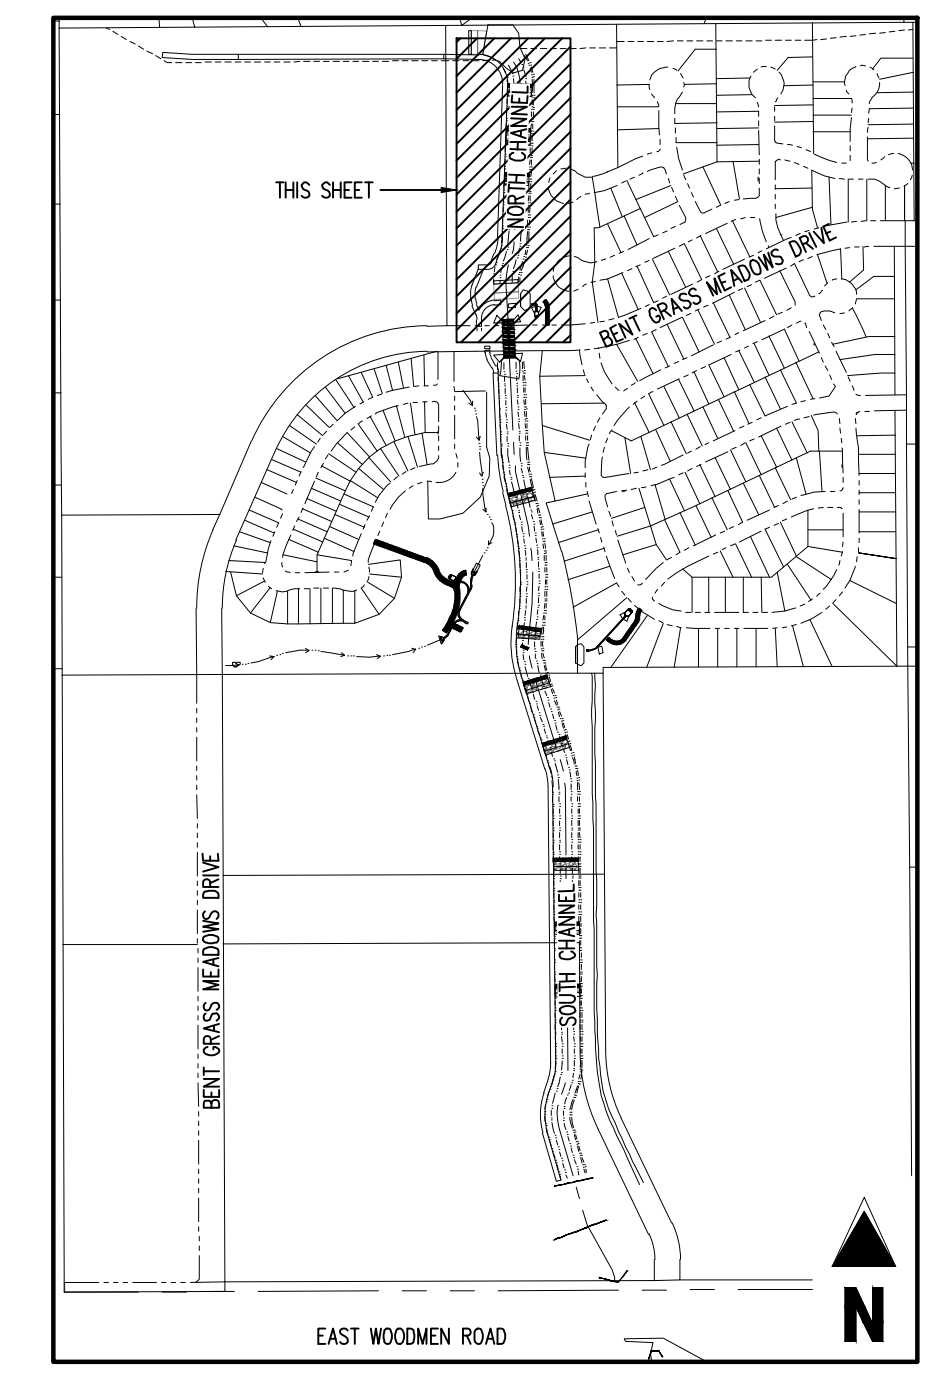 NORTH CHANNEL
THIS SHEET
BENT GRASS MEADOWS DRIVE
BENT GRASS MEADOWS DRIVE
SOUTH CHANNEL
N
EAST WOODMEN ROAD